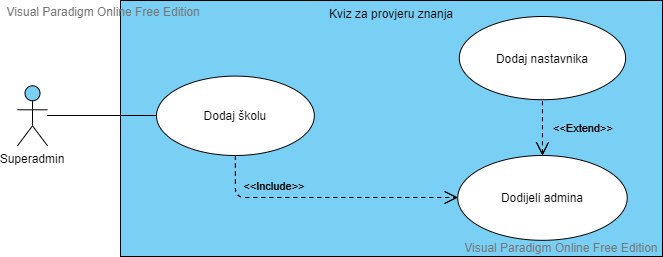 Visual Paradigm Online Free Edition
Kviz za provjeru znanja
Dodaj nastavnika
Dodaj školu
<<Extend>>
Superadmin
<<Include>>
Dodijeli admina
Visual Paradigm Online Free Edition